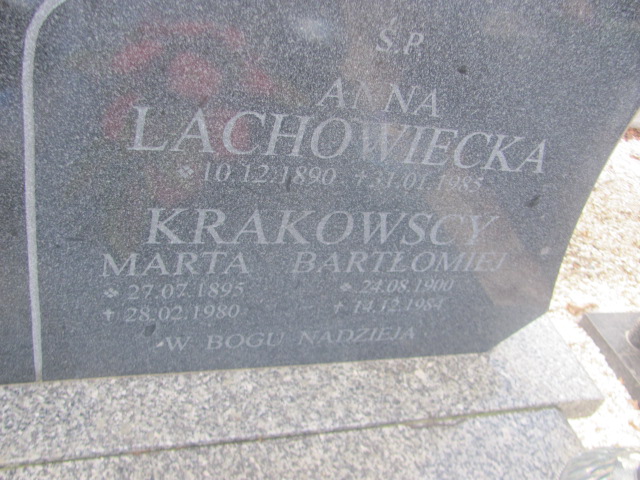 Ś.P.
ANNA
LACHOWIECKA
10.12.1890 +31.01.1985
KRAKOWSCY
MARTA BARTŁOMIEJ
27.07.1895 24.08.1900
+28.02.1980 +14.12.1984
W BOGU NADZIEJA